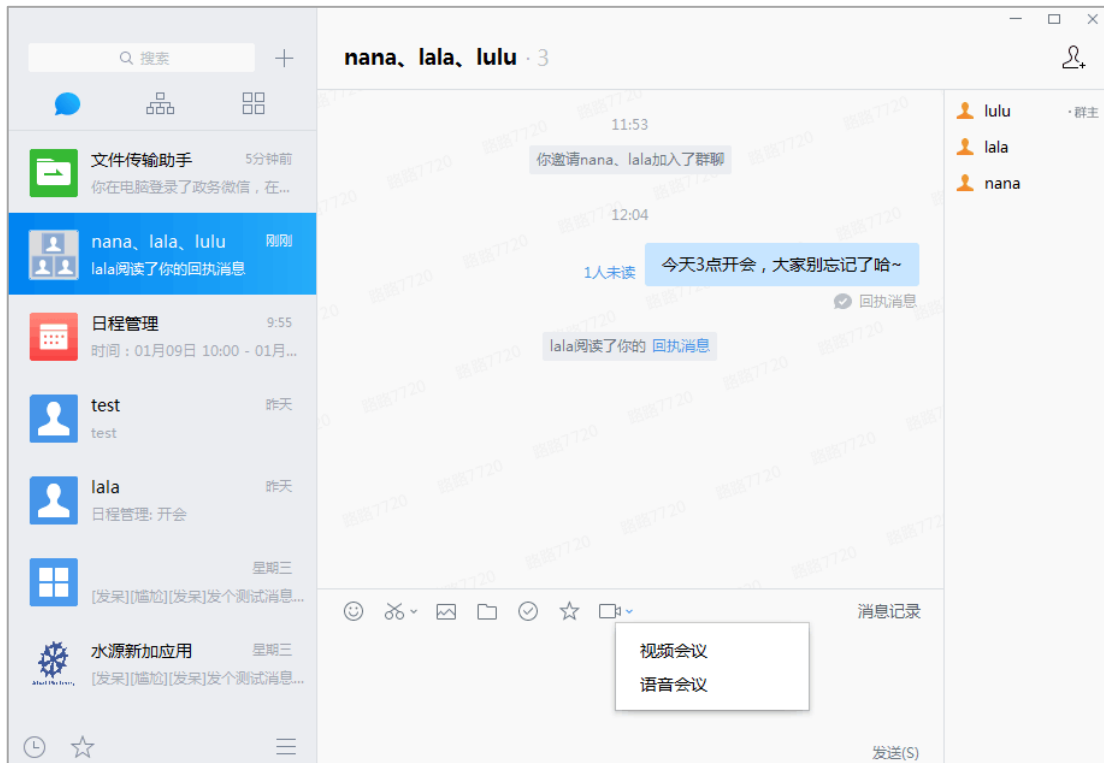 搜索
文件传输助手 5分钟前
你在电脑登录了政务微信，在...
nana、lala、lulu 刚刚
lala阅读了你的回执消息
日程管理 9:55
时间：01月09日 10:00 - 01月...
test 昨天
test
lala 昨天
日程管理: 开会
星期三
[发呆][尴尬][发呆]发个测试消息...
水源新加应用 星期三
[发呆][尴尬][发呆]发个测试消息...
nana、lala、lulu · 3
11:53
你邀请nana、lala加入了群聊
12:04
1人未读 今天3点开会，大家别忘记了哈~
回执消息
lala阅读了你的 回执消息
消息记录
视频会议
语音会议
发送(S)
lulu ·群主
lala
nana